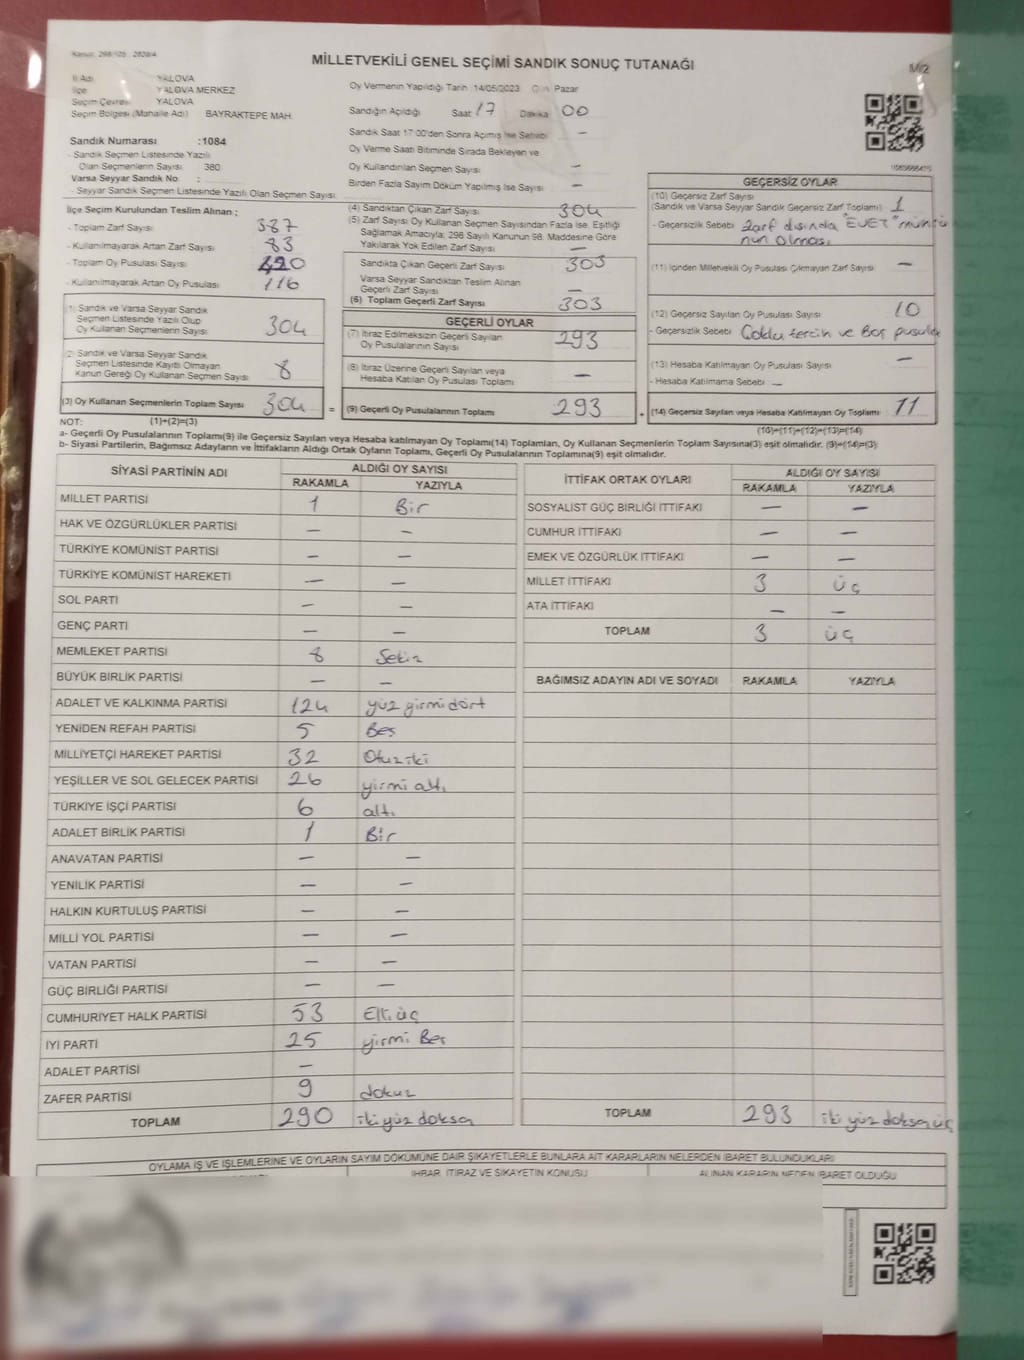 Kanun: 298/105 . 2839/4
MİLLETVEKİLİ GENEL SEÇİMİ SANDIK SONUÇ TUTANAĞI
M/2
İl Adı YALOVA
İlçe YALOVA MERKEZ
Seçim Çevresi YALOVA
Seçim Bölgesi (Mahalle Adı) BAYRAKTEPE MAH.
Sandık Numarası :1084
- Sandık Seçmen Listesinde Yazılı
Olan Seçmenlerin Sayısı 380
Varsa Seyyar Sandık No :
- Seyyar Sandık Seçmen Listesinde Yazılı Olan Seçmen Sayısı
Oy Vermenin Yapıldığı Tarih :14/05/2023 Gün: Pazar
Sandığın Açıldığı Saat 17 Dakika 00
Sandık Saat 17:00'den Sonra Açılmış İse Sebebi —
Oy Verme Saati Bitiminde Sırada Bekleyen ve
Oy Kullandırılan Seçmen Sayısı —
Birden Fazla Sayım Döküm Yapılmış İse Sayısı —
İlçe Seçim Kurulundan Teslim Alınan :
- Toplam Zarf Sayısı 387
- Kullanılmayarak Artan Zarf Sayısı 83
- Toplam Oy Pusulası Sayısı 420
- Kullanılmayarak Artan Oy Pusulası 116
(4) Sandıktan Çıkan Zarf Sayısı 304
(5) Zarf Sayısı Oy Kullanan Seçmen Sayısından Fazla İse, Eşitliği
Sağlamak Amacıyla; 298 Sayılı Kanunun 98. Maddesine Göre
Yakılarak Yok Edilen Zarf Sayısı —
Sandıkta Çıkan Geçerli Zarf Sayısı 303
Varsa Seyyar Sandıktan Teslim Alınan
Geçerli Zarf Sayısı —
(6) Toplam Geçerli Zarf Sayısı 303
GEÇERSİZ OYLAR
(10) Geçersiz Zarf Sayısı
(Sandık ve Varsa Seyyar Sandık Geçersiz Zarf Toplamı) 1
- Geçersizlik Sebebi Zarf dışında "EVET" mührü
nün olması.
(11) İçinden Milletvekili Oy Pusulası Çıkmayan Zarf Sayısı —
(12) Geçersiz Sayılan Oy Pusulası Sayısı 10
- Geçersizlik Sebebi Çoklu tercih ve Boş pusula
(13) Hesaba Katılmayan Oy Pusulası Sayısı —
- Hesaba Katılmama Sebebi —
(1) Sandık ve Varsa Seyyar Sandık
Seçmen Listesinde Yazılı Olup
Oy Kullanan Seçmenlerin Sayısı 304
(2) Sandık ve Varsa Seyyar Sandık
Seçmen Listesinde Kayıtlı Olmayan
Kanun Gereği Oy Kullanan Seçmen Sayısı 8
GEÇERLİ OYLAR
(7) İtiraz Edilmeksizin Geçerli Sayılan
Oy Pusulalarının Sayısı 293
(8) İtiraz Üzerine Geçerli Sayılan veya
Hesaba Katılan Oy Pusulası Toplamı —
(3) Oy Kullanan Seçmenlerin Toplam Sayısı 304 = (9) Geçerli Oy Pusulalarının Toplamı 293 + (14) Geçersiz Sayılan veya Hesaba Katılmayan Oy Toplamı 11
NOT: (1)+(2)=(3) (10)+(11)+(12)+(13)=(14)
a- Geçerli Oy Pusulalarının Toplamı(9) ile Geçersiz Sayılan veya Hesaba katılmayan Oy Toplamı(14) Toplamları, Oy Kullanan Seçmenlerin Toplam Sayısına(3) eşit olmalıdır. (9)+(14)=(3)
b- Siyasi Partilerin, Bağımsız Adayların ve İttifakların Aldığı Ortak Oyların Toplamı, Geçerli Oy Pusulalarının Toplamına(9) eşit olmalıdır.
SİYASİ PARTİNİN ADI ALDIĞI OY SAYISI
RAKAMLA YAZIYLA
MİLLET PARTİSİ 1 Bir
HAK VE ÖZGÜRLÜKLER PARTİSİ — —
TÜRKİYE KOMÜNİST PARTİSİ — —
TÜRKİYE KOMÜNİST HAREKETİ — —
SOL PARTİ — —
GENÇ PARTİ — —
MEMLEKET PARTİSİ 8 Sekiz
BÜYÜK BİRLİK PARTİSİ — —
ADALET VE KALKINMA PARTİSİ 124 yüz yirmidört
YENİDEN REFAH PARTİSİ 5 Beş
MİLLİYETÇİ HAREKET PARTİSİ 32 Otuziki
YEŞİLLER VE SOL GELECEK PARTİSİ 26 yirmi altı
TÜRKİYE İŞÇİ PARTİSİ 6 altı
ADALET BİRLİK PARTİSİ 1 Bir
ANAVATAN PARTİSİ — —
YENİLİK PARTİSİ — —
HALKIN KURTULUŞ PARTİSİ — —
MİLLİ YOL PARTİSİ — —
VATAN PARTİSİ — —
GÜÇ BİRLİĞİ PARTİSİ — —
CUMHURİYET HALK PARTİSİ 53 Elli üç
İYİ PARTİ 25 yirmi Beş
ADALET PARTİSİ —
ZAFER PARTİSİ 9 dokuz
TOPLAM 290 ikiyüz doksan
İTTİFAK ORTAK OYLARI ALDIĞI OY SAYISI
RAKAMLA YAZIYLA
SOSYALİST GÜÇ BİRLİĞİ İTTİFAKI — —
CUMHUR İTTİFAKI — —
EMEK VE ÖZGÜRLÜK İTTİFAKI — —
MİLLET İTTİFAKI 3 üç
ATA İTTİFAKI — —
TOPLAM 3 üç
BAĞIMSIZ ADAYIN ADI VE SOYADI RAKAMLA YAZIYLA
TOPLAM 293 iki yüz doksan üç
OYLAMA İŞ VE İŞLEMLERİNE VE OYLARIN SAYIM DÖKÜMÜNE DAİR ŞİKAYETLERLE BUNLARA AİT KARARLARIN NELERDEN İBARET BULUNDUKLARI
İHBAR, İTİRAZ VE ŞİKAYETİN KONUSU ALINAN KARARIN NEDEN İBARET OLDUĞU